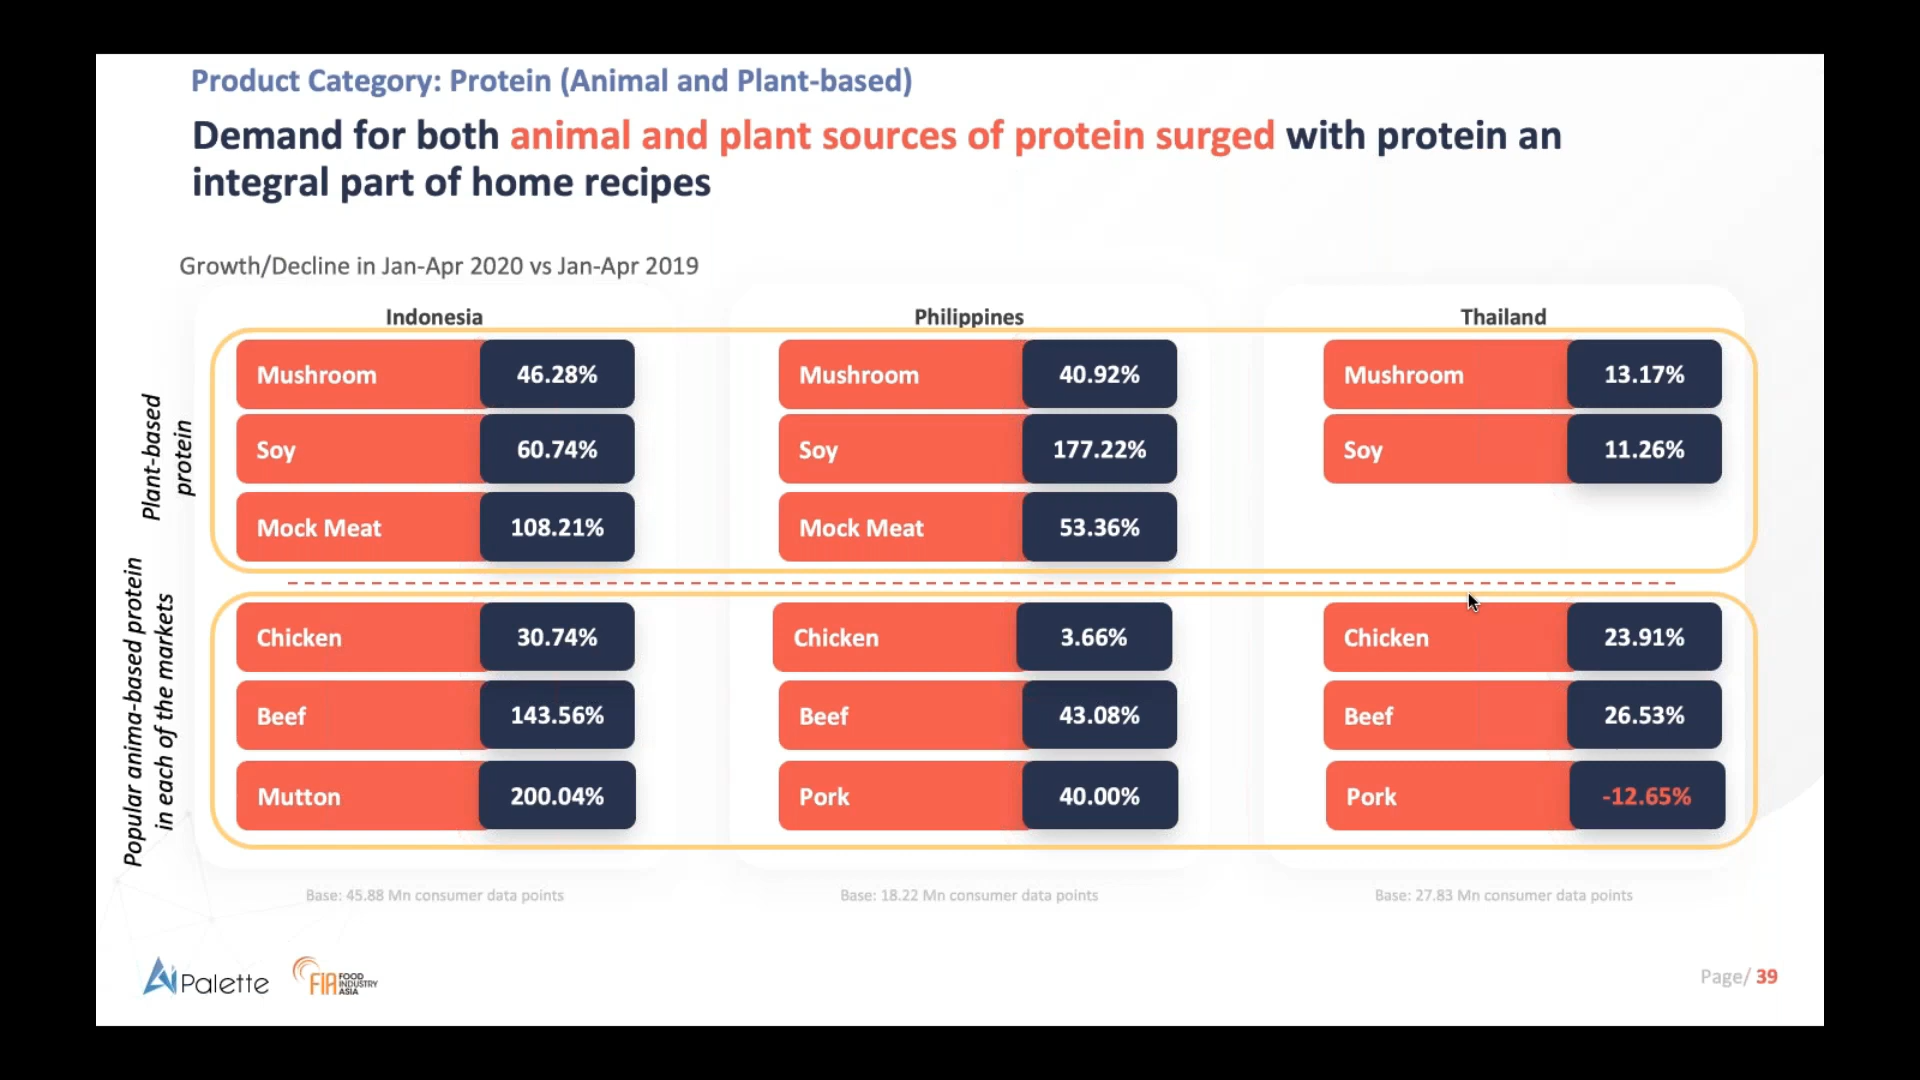 Product Category: Protein (Animal and Plant-based)
Demand for both animal and plant sources of protein surged with protein an
integral part of home recipes
Growth/Decline in Jan-Apr 2020 vs Jan-Apr 2019
Indonesia
Philippines
Thailand
Plant-based
protein
Mushroom 46.28%
Mushroom 40.92%
Mushroom 13.17%
Soy 60.74%
Soy 177.22%
Soy 11.26%
Mock Meat 108.21%
Mock Meat 53.36%
Popular anima-based protein
in each of the markets
Chicken 30.74%
Chicken 3.66%
Chicken 23.91%
Beef 143.56%
Beef 43.08%
Beef 26.53%
Mutton 200.04%
Pork 40.00%
Pork -12.65%
Base: 45.88 Mn consumer data points
Base: 18.22 Mn consumer data points
Base: 27.83 Mn consumer data points
Ai Palette
FIA FOOD
INDUSTRY
ASIA
Page/ 39